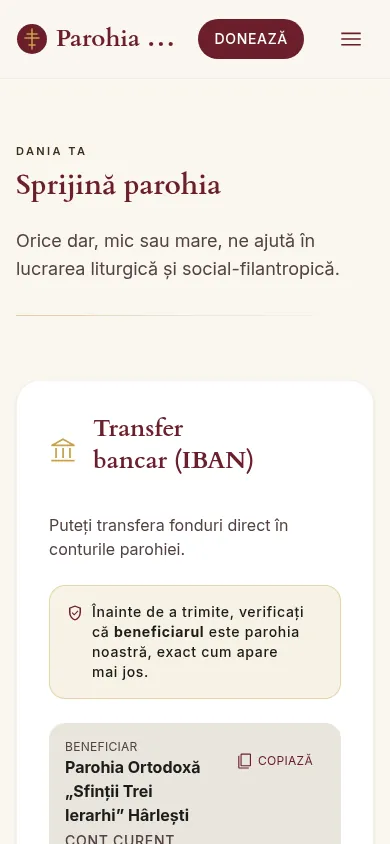 Parohia ...
DONEAZĂ
DANIA TA
Sprijină parohia
Orice dar, mic sau mare, ne ajută în
lucrarea liturgică și social-filantropică.
Transfer
bancar (IBAN)
Puteți transfera fonduri direct în
conturile parohiei.
Înainte de a trimite, verificați
că beneficiarul este parohia
noastră, exact cum apare
mai jos.
BENEFICIAR
Parohia Ortodoxă
„Sfinții Trei
Ierarhi” Hârlești
COPIAZĂ
CONT CURENT